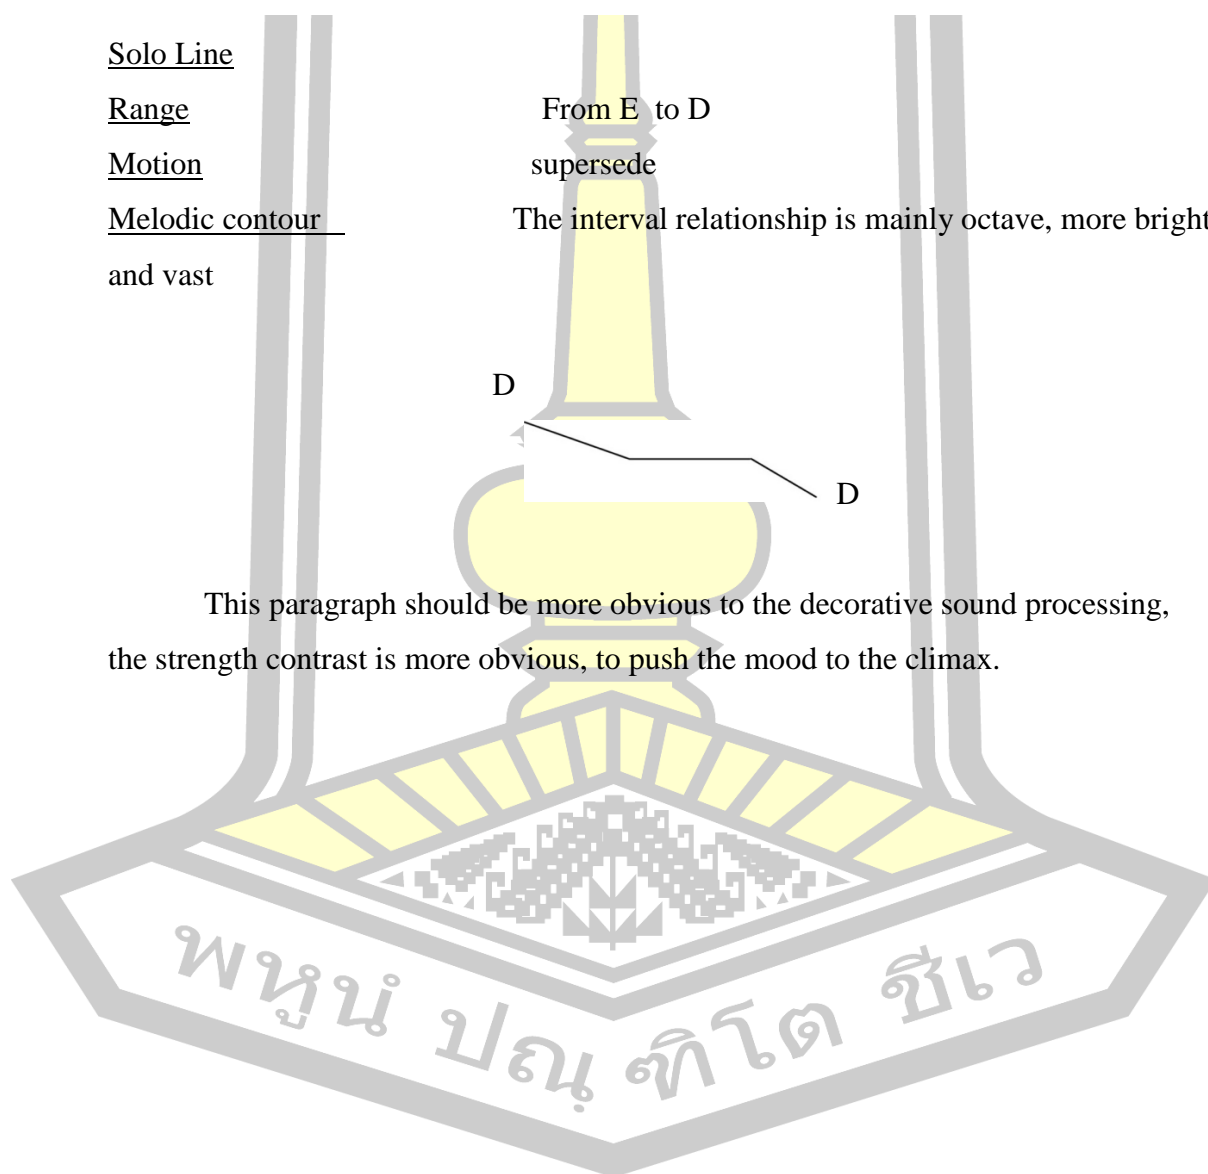 Solo Line
Range From E to D
Motion supersede
Melodic contour The interval relationship is mainly octave, more bright
and vast
D
D
This paragraph should be more obvious to the decorative sound processing,
the strength contrast is more obvious, to push the mood to the climax.
พหูนํ ปณฺฑิโต ชีเว